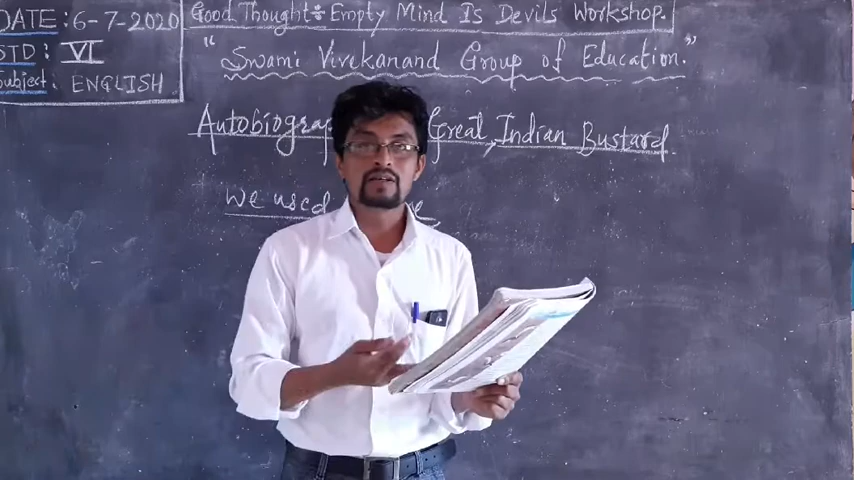 DATE: 6-7-2020
STD: VI
Subject: ENGLISH
Good Thought:- Empty Mind Is Devils Workshop.
"Swami Vivekanand Group of Education."
Great Indian Bustard.
We used